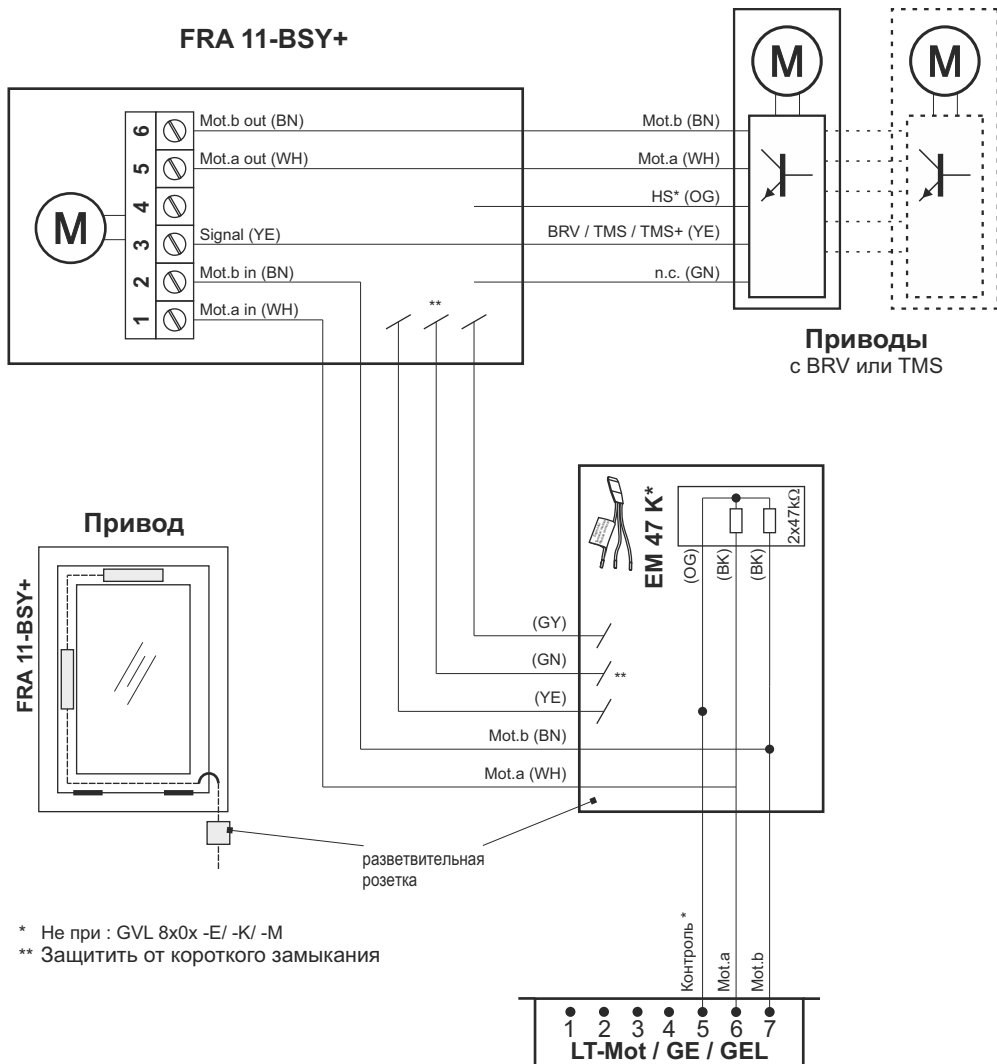 FRA 11-BSY+
M
M
M
6
5
4
3
2
1
Mot.b out (BN)
Mot.a out (WH)
Signal (YE)
Mot.b in (BN)
Mot.a in (WH)
**
Mot.b (BN)
Mot.a (WH)
HS* (OG)
BRV / TMS / TMS+ (YE)
n.c. (GN)
Приводы
с BRV или TMS
Привод
FRA 11-BSY+
EM 47 K*
2x47kΩ
(OG)
(BK)
(BK)
(GY)
(GN)
**
(YE)
Mot.b (BN)
Mot.a (WH)
разветвительная
розетка
* Не при : GVL 8x0x -E/ -K/ -M
** Защитить от короткого замыкания
Контроль *
Mot.a
Mot.b
1 2 3 4 5 6 7
LT-Mot / GE / GEL